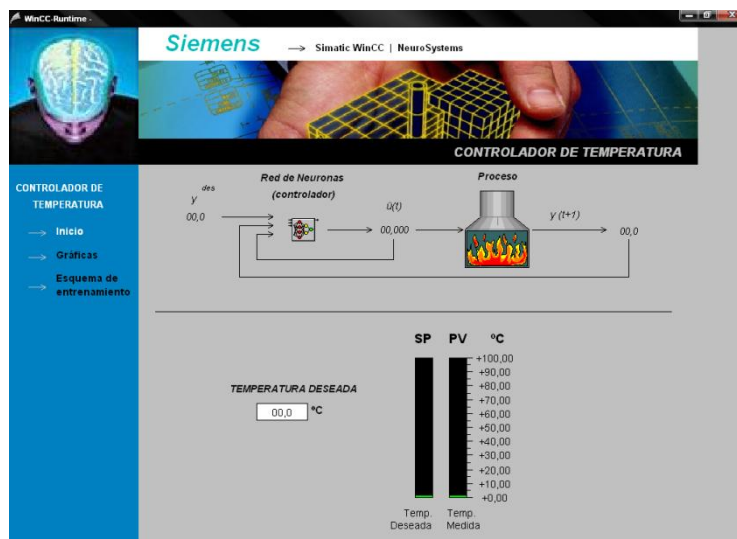 WinCC-Runtime -
Siemens
Simatic WinCC | NeuroSystems
CONTROLADOR DE TEMPERATURA
CONTROLADOR DE
TEMPERATURA
Inicio
Gráficas
Esquema de
entrenamiento
y des
00,0
Red de Neuronas
(controlador)
û(t)
00,000
Proceso
y (t+1)
00,0
TEMPERATURA DESEADA
00,0 ºC
SP PV ºC
+100,00
+90,00
+80,00
+70,00
+60,00
+50,00
+40,00
+30,00
+20,00
+10,00
+0,00
Temp. Deseada
Temp. Medida